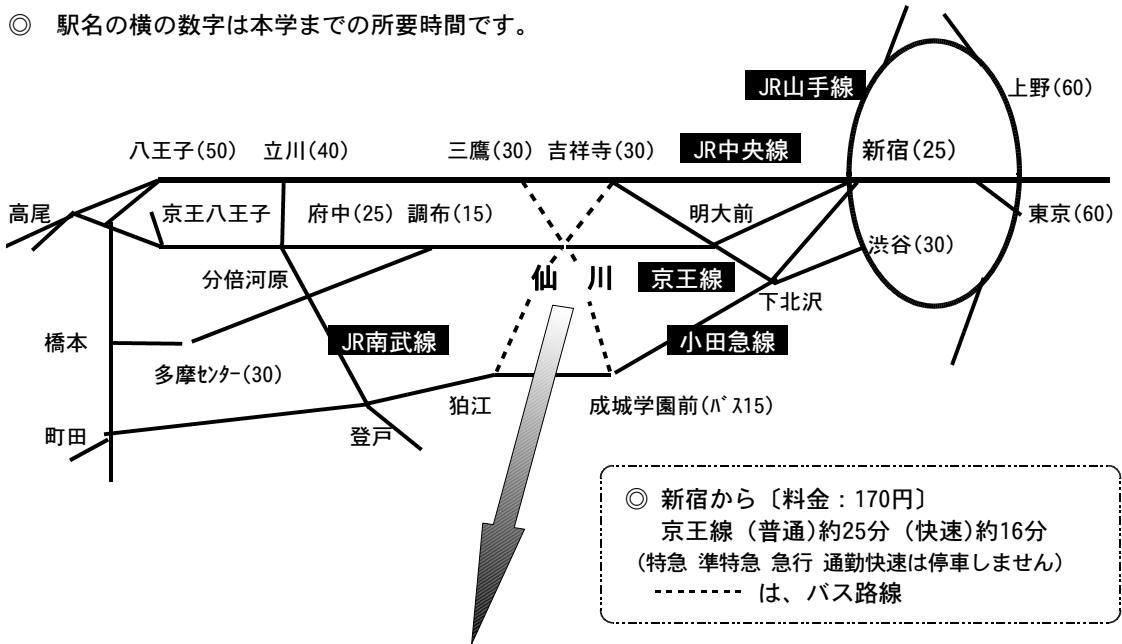 ◎ 駅名の横の数字は本学までの所要時間です。
JR山手線
上野(60)
八王子(50) 立川(40) 三鷹(30) 吉祥寺(30) JR中央線 新宿(25)
高尾 京王八王子 府中(25) 調布(15) 明大前 東京(60)
渋谷(30)
分倍河原 仙川 京王線
下北沢
橋本 JR南武線 小田急線
多摩ｾﾝﾀｰ(30)
狛江 成城学園前(ﾊﾞｽ15)
町田 登戸
◎ 新宿から〔料金：170円〕
京王線 (普通)約25分 (快速)約16分
(特急 準特急 急行 通勤快速は停車しません)
-------- は、バス路線